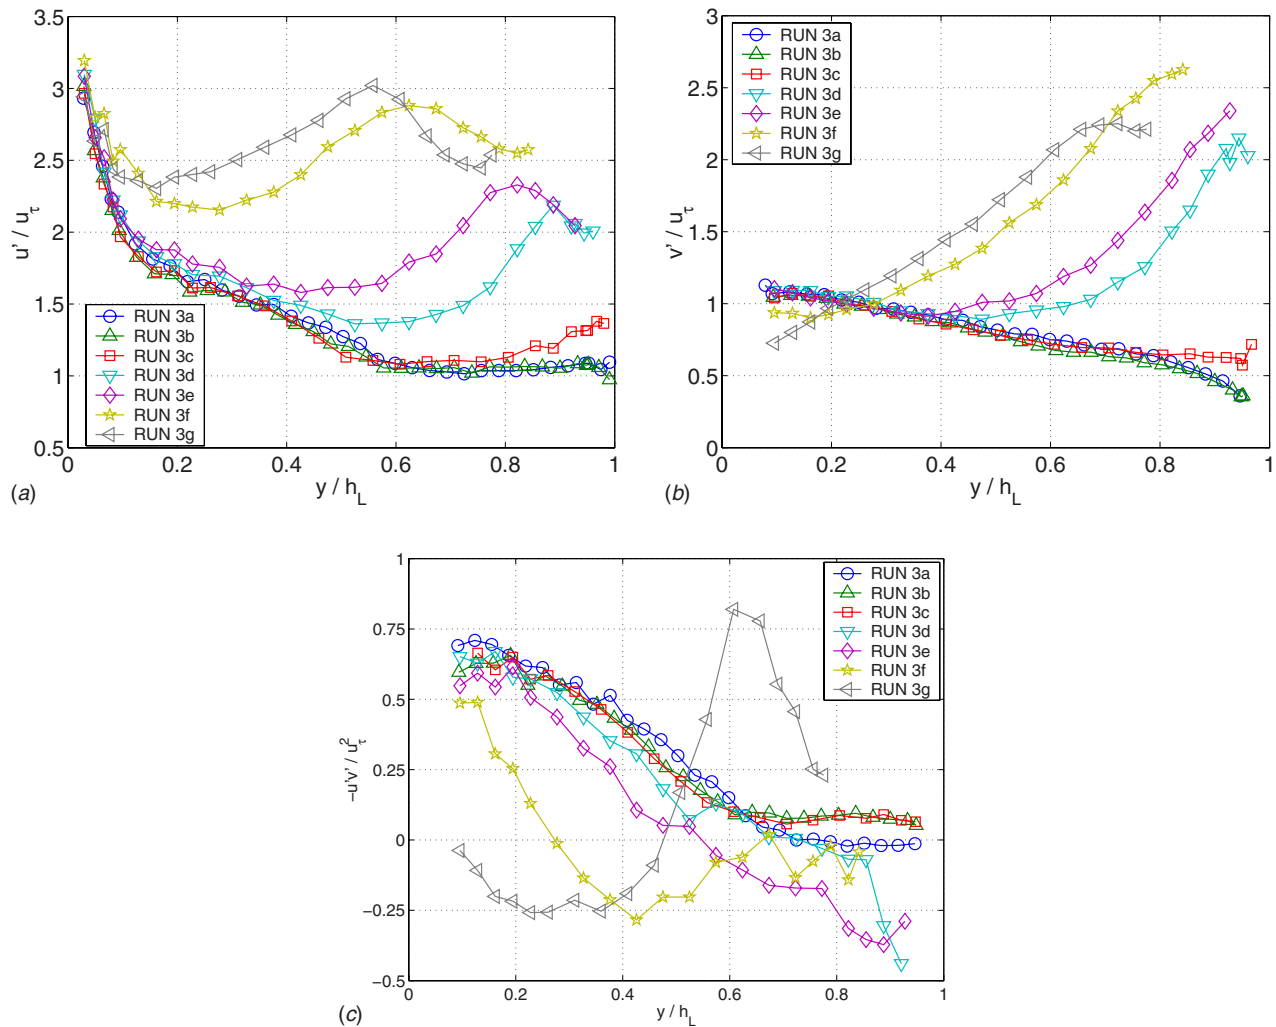 3.5
3
2.5
2
1.5
1
0.5
0
0.2
0.4
0.6
0.8
1
u' / u_τ
y / h_L
RUN 3a
RUN 3b
RUN 3c
RUN 3d
RUN 3e
RUN 3f
RUN 3g
(a)
3
2.5
2
1.5
1
0.5
0
0
0.2
0.4
0.6
0.8
1
v' / u_τ
y / h_L
RUN 3a
RUN 3b
RUN 3c
RUN 3d
RUN 3e
RUN 3f
RUN 3g
(b)
1
0.75
0.5
0.25
0
−0.25
−0.5
0
0.2
0.4
0.6
0.8
1
-u'v' / u_τ^2
y / h_L
RUN 3a
RUN 3b
RUN 3c
RUN 3d
RUN 3e
RUN 3f
RUN 3g
(c)